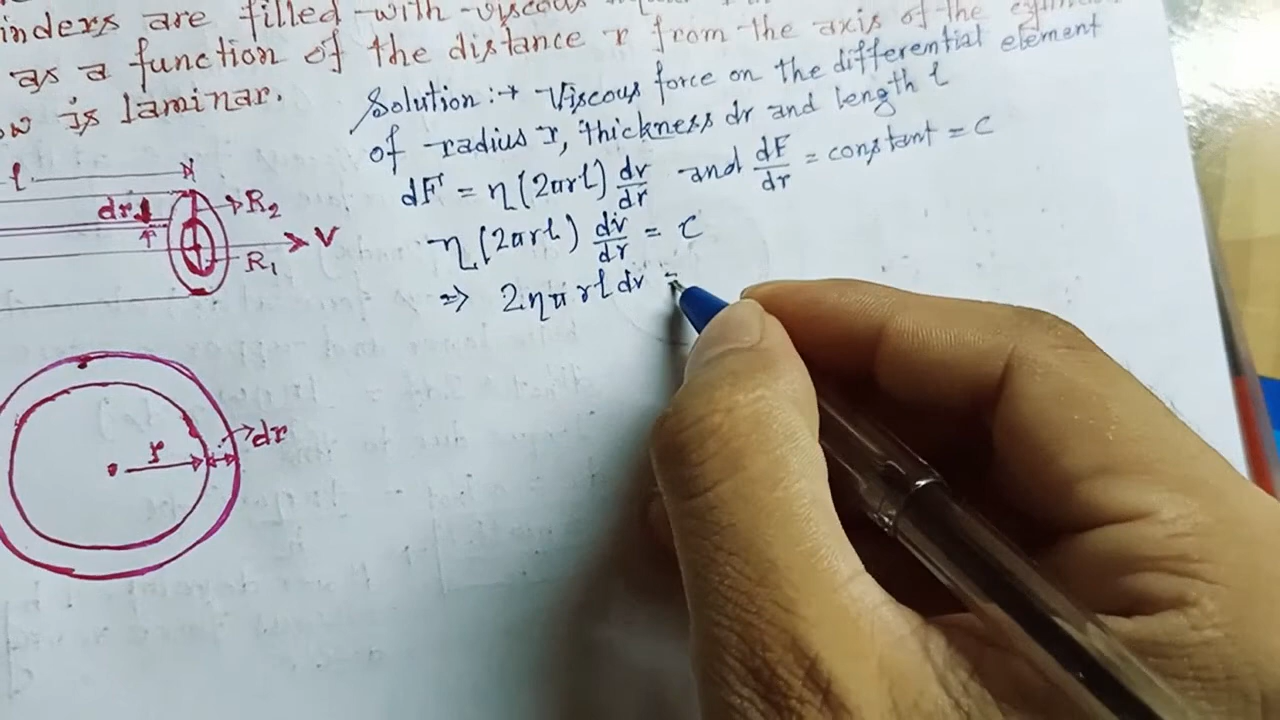 inders are filled with viscous
as a function of the distance r from the axis of the
ow is laminar.
Solution :→ Viscous force on the differential element
of radius r, thickness dr and length l
dF = η(2πrl) dv/dr and dF/dr = constant = C
η(2πrl) dv/dr = C
⇒ 2ηπrl dv =
l
dr
R₂
V
R₁
r
dr